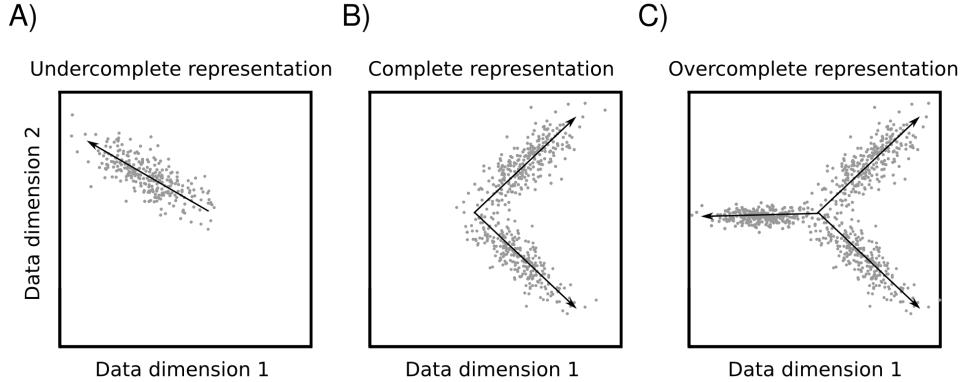 A)
B)
C)
Undercomplete representation
Complete representation
Overcomplete representation
Data dimension 2
Data dimension 1
Data dimension 1
Data dimension 1